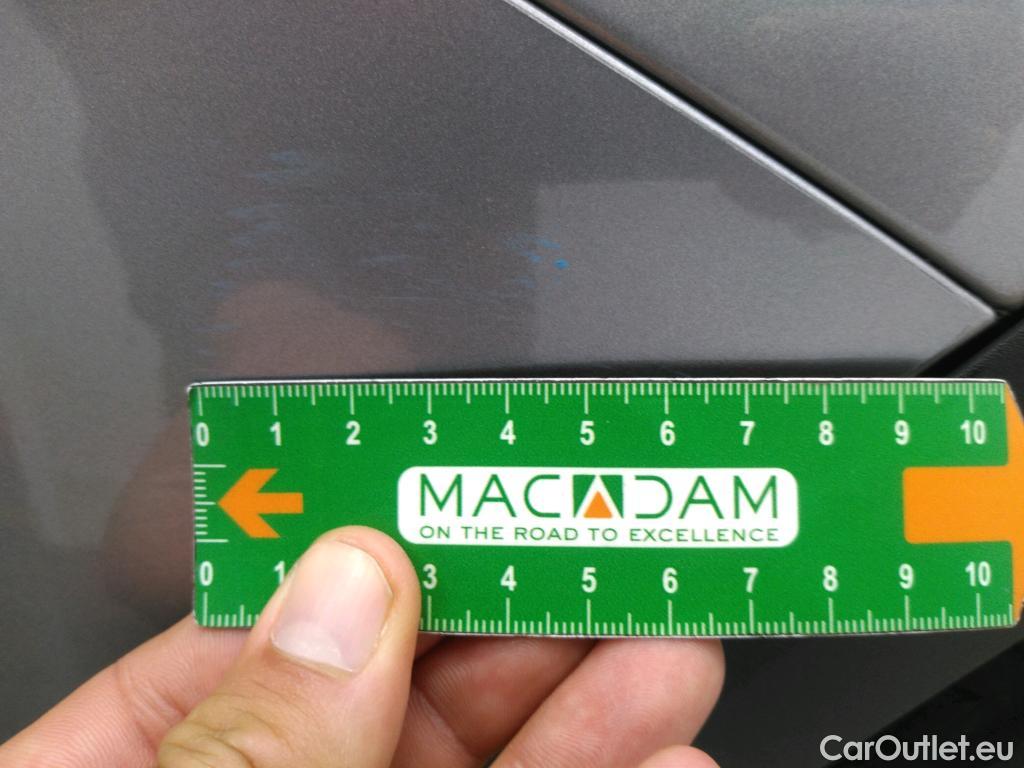 0 1 2 3 4 5 6 7 8 9 10
MACADAM
ON THE ROAD TO EXCELLENCE
0 1 3 4 5 6 7 8 9 10
CarOutlet.eu